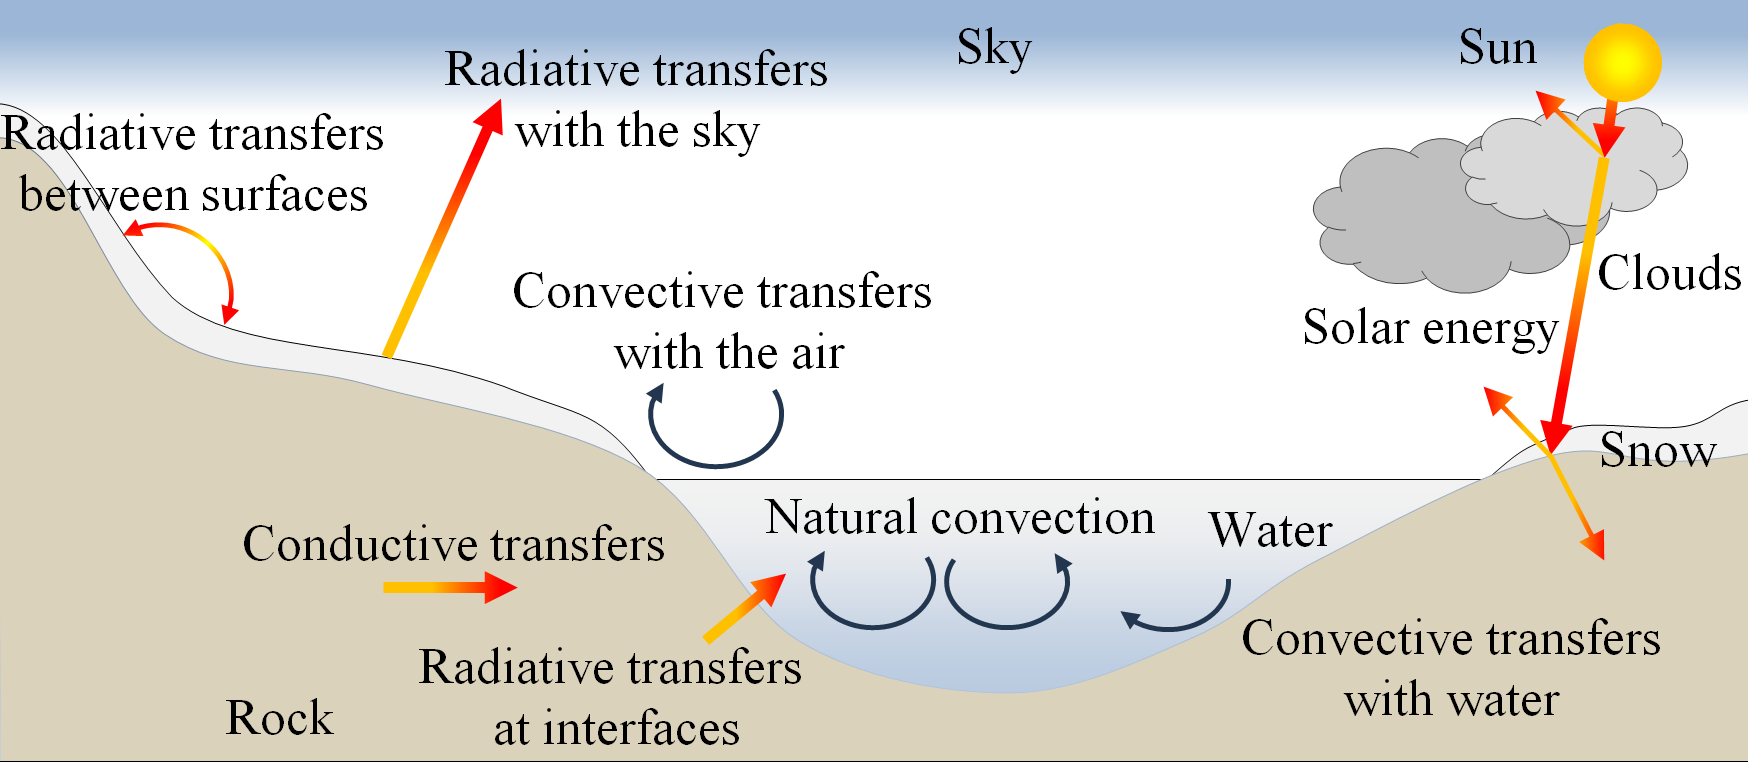 Sky
Sun
Radiative transfers
with the sky
Radiative transfers
between surfaces
Convective transfers
with the air
Clouds
Solar energy
Snow
Natural convection
Water
Conductive transfers
Radiative transfers
at interfaces
Convective transfers
with water
Rock